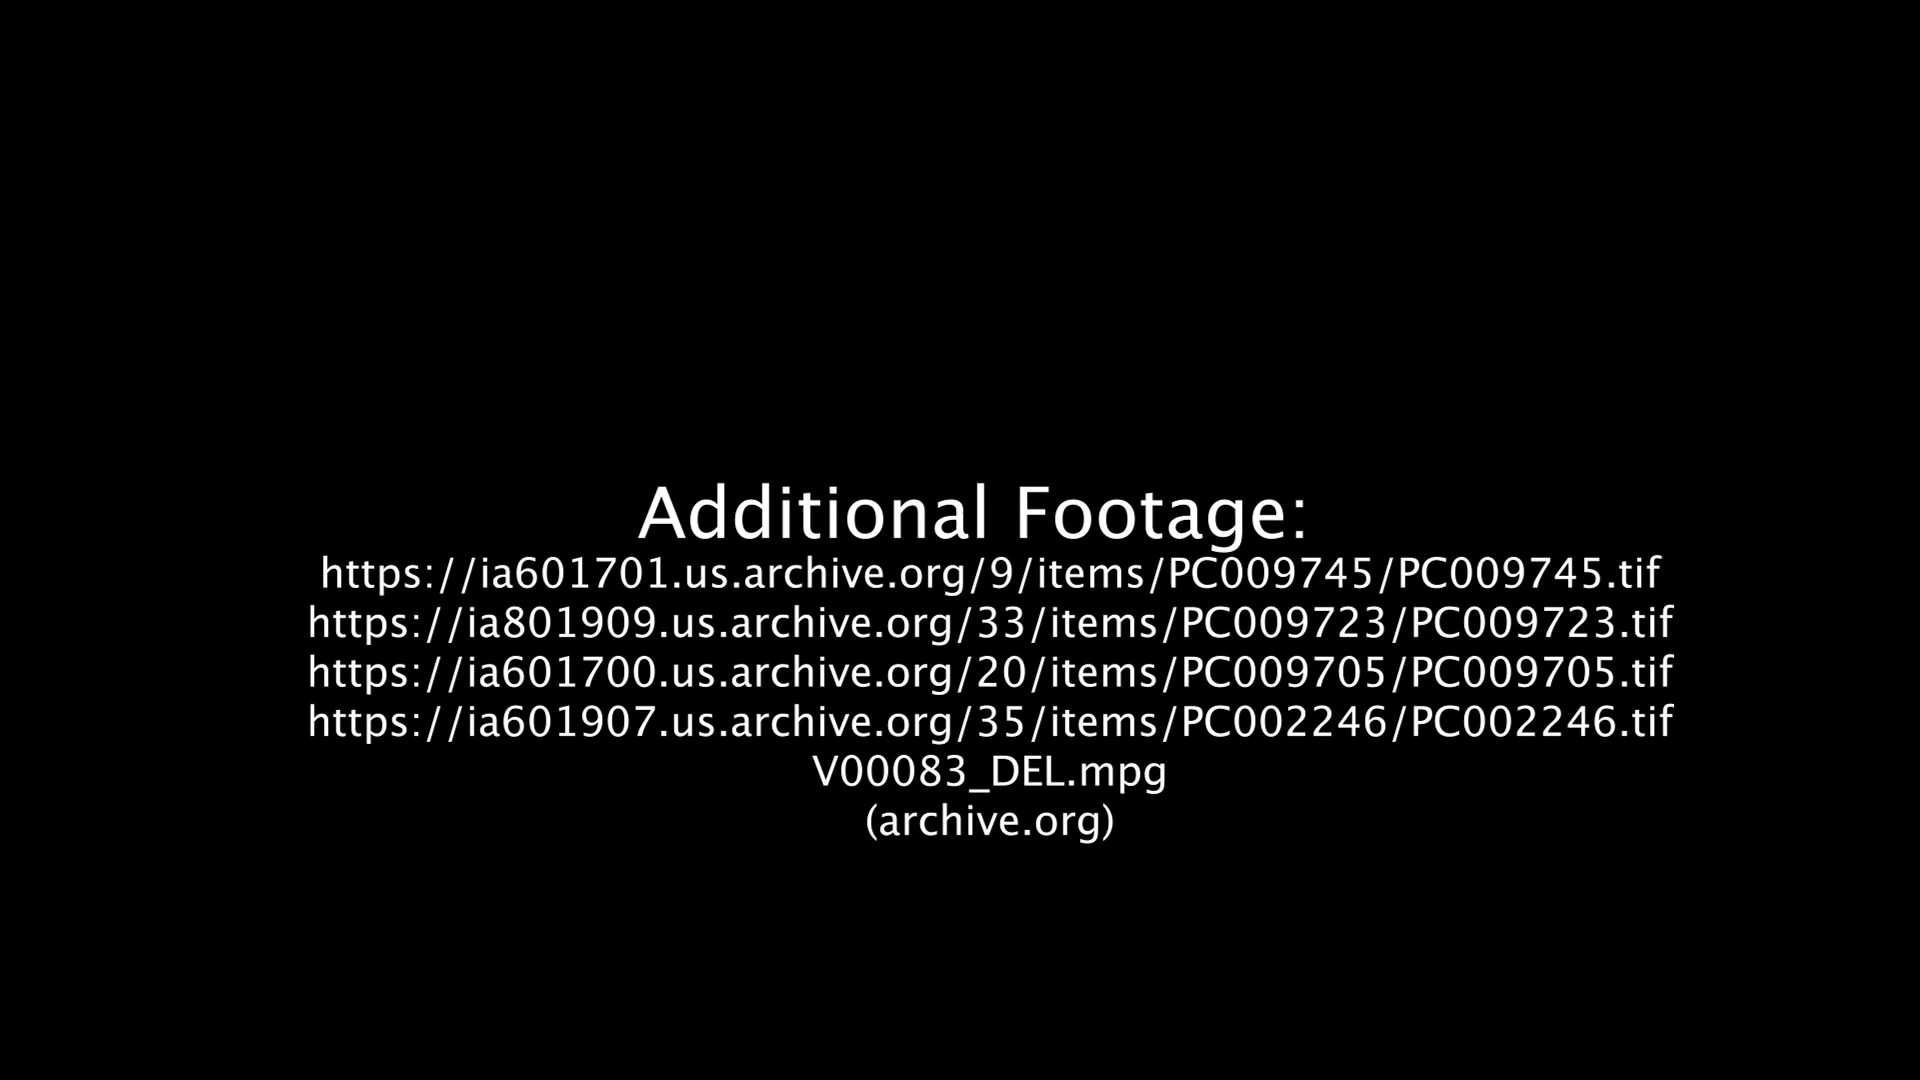 Additional Footage:
https://ia601701.us.archive.org/9/items/PC009745/PC009745.tif
https://ia801909.us.archive.org/33/items/PC009723/PC009723.tif
https://ia601700.us.archive.org/20/items/PC009705/PC009705.tif
https://ia601907.us.archive.org/35/items/PC002246/PC002246.tif
V00083_DEL.mpg
(archive.org)